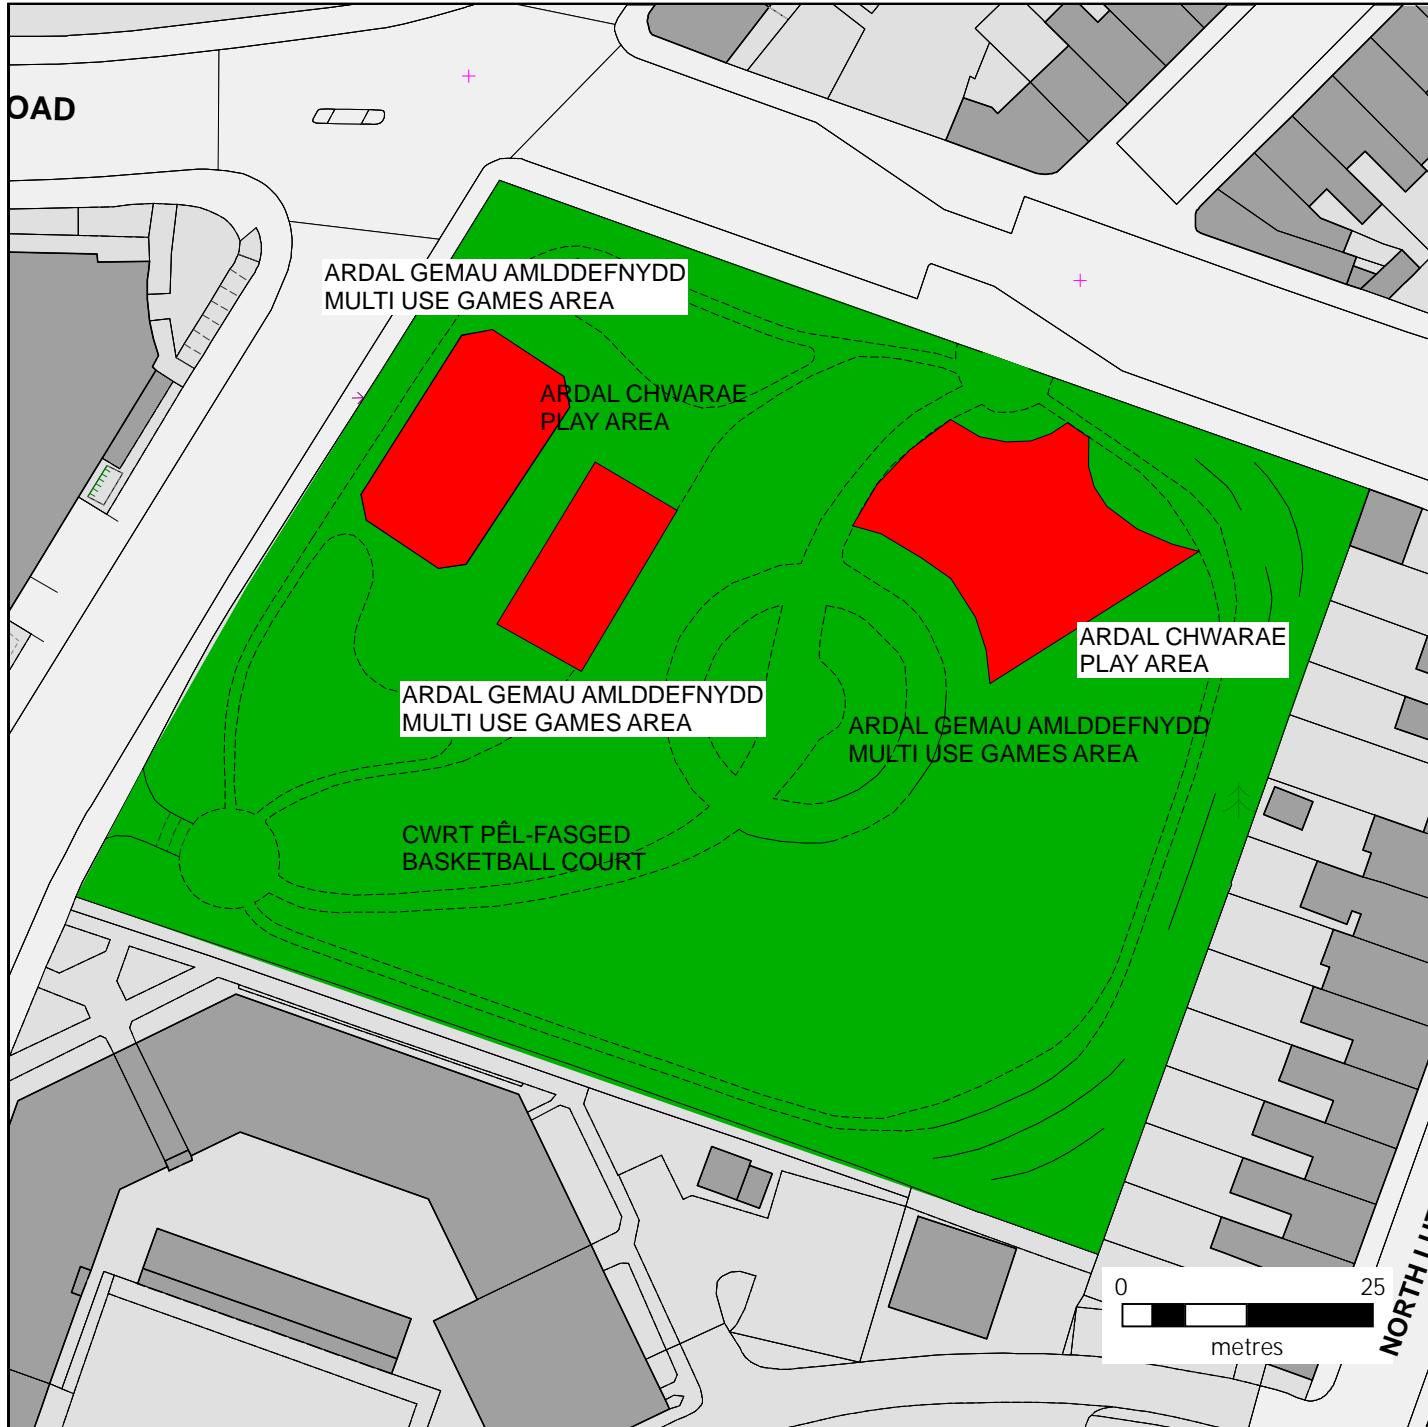 OAD
ARDAL GEMAU AMLDDEFNYDD
MULTI USE GAMES AREA
ARDAL CHWARAE
PLAY AREA
ARDAL CHWARAE
PLAY AREA
ARDAL GEMAU AMLDDEFNYDD
MULTI USE GAMES AREA
ARDAL GEMAU AMLDDEFNYDD
MULTI USE GAMES AREA
CWRT PÊL-FASGED
BASKETBALL COURT
0 25
metres
NORTH